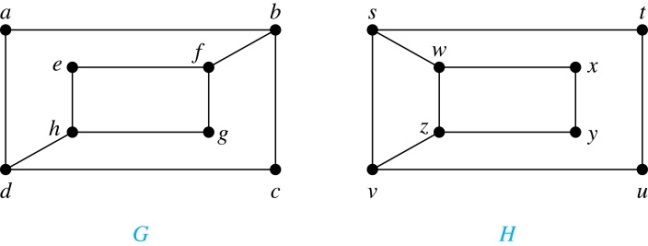 a b s t
e f w x
h g z y
d c v u
G H